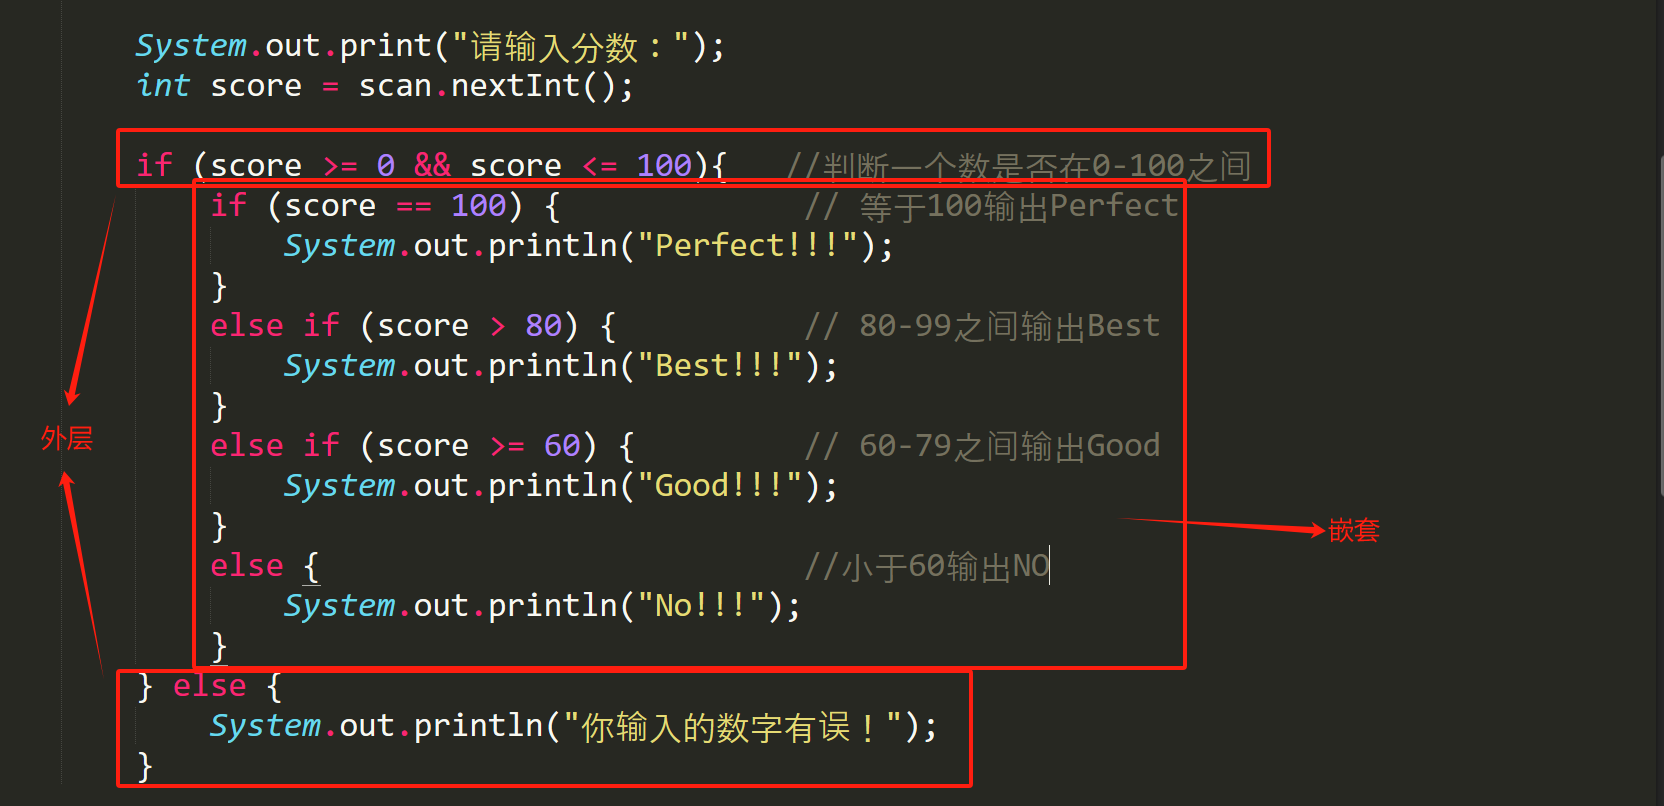 System.out.print("请输入分数：");
int score = scan.nextInt();
if (score >= 0 && score <= 100){ //判断一个数是否在0-100之间
if (score == 100) { // 等于100输出Perfect
System.out.println("Perfect!!!");
}
else if (score > 80) { // 80-99之间输出Best
System.out.println("Best!!!");
}
外层
else if (score >= 60) { // 60-79之间输出Good
System.out.println("Good!!!");
}
嵌套
else { //小于60输出NO
System.out.println("No!!!");
}
} else {
System.out.println("你输入的数字有误！");
}